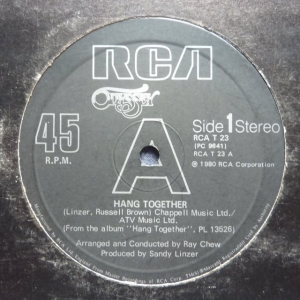 RCA
Odyssey
45
R.P.M.
A
Side 1 Stereo
RCA T 23
(PC 9641)
RCA T 23 A
℗ 1980 RCA Corporation
HANG TOGETHER
(Linzer, Russell Brown) Chappell Music Ltd./
ATV Music Ltd.
(From the album "Hang Together", PL 13526)
Arranged and Conducted by Ray Chew
Produced by Sandy Linzer